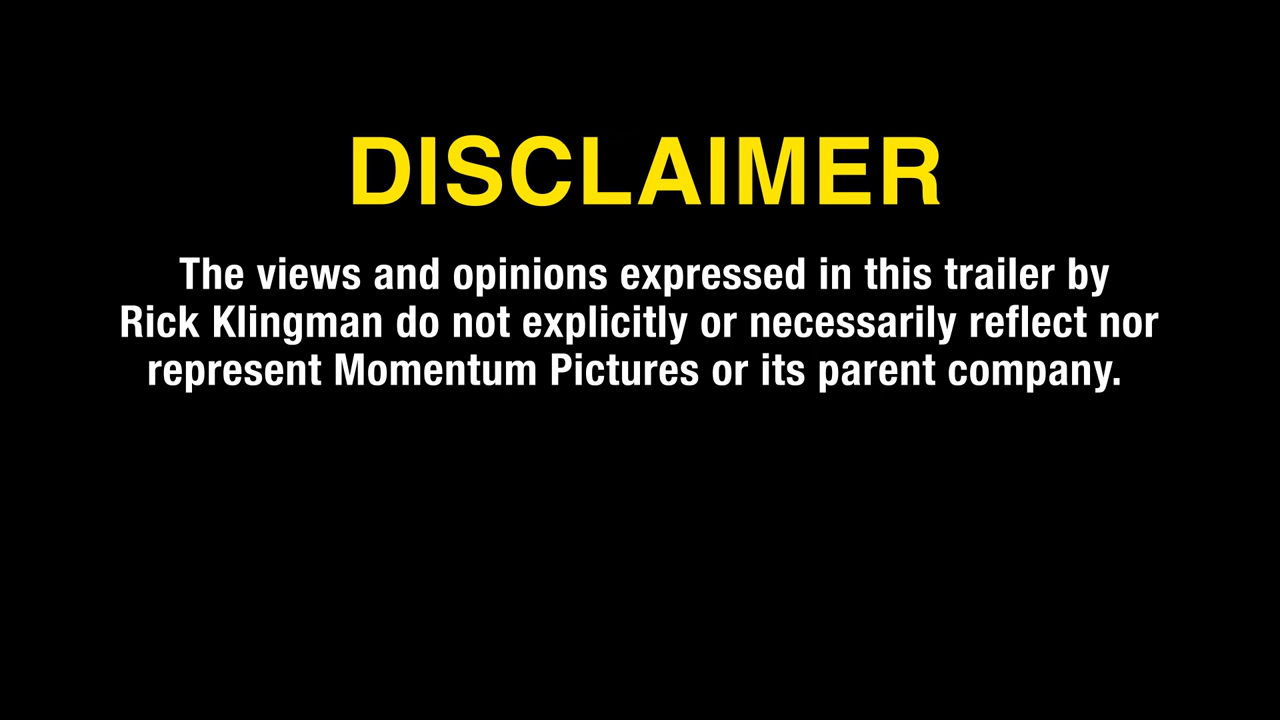 DISCLAIMER
The views and opinions expressed in this trailer by
Rick Klingman do not explicitly or necessarily reflect nor
represent Momentum Pictures or its parent company.